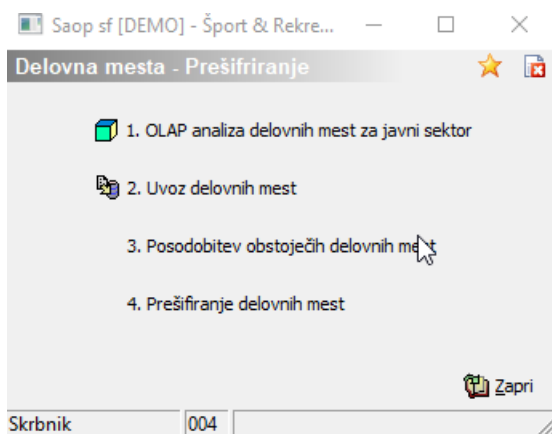 Saop sf [DEMO] - Šport & Rekre...
Delovna mesta - Prešifriranje
1. OLAP analiza delovnih mest za javni sektor
2. Uvoz delovnih mest
3. Posodobitev obstoječih delovnih mest
4. Prešifiranje delovnih mest
Zapri
Skrbnik 004